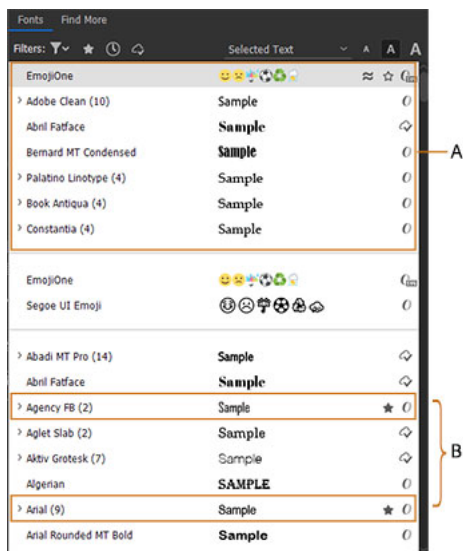 Fonts Find More
Filters: Selected Text A A A
EmojiOne
Adobe Clean (10) Sample O
Abril Fatface Sample
Bernard MT Condensed Sample O
A
Palatino Linotype (4) Sample O
Book Antiqua (4) Sample O
Constantia (4) Sample O
EmojiOne
Segoe UI Emoji O
Abadi MT Pro (14) Sample
Abril Fatface Sample
Agency FB (2) Sample O
Aglet Slab (2) Sample
B
Aktiv Grotesk (7) Sample
Algerian SAMPLE O
Arial (9) Sample O
Arial Rounded MT Bold Sample O